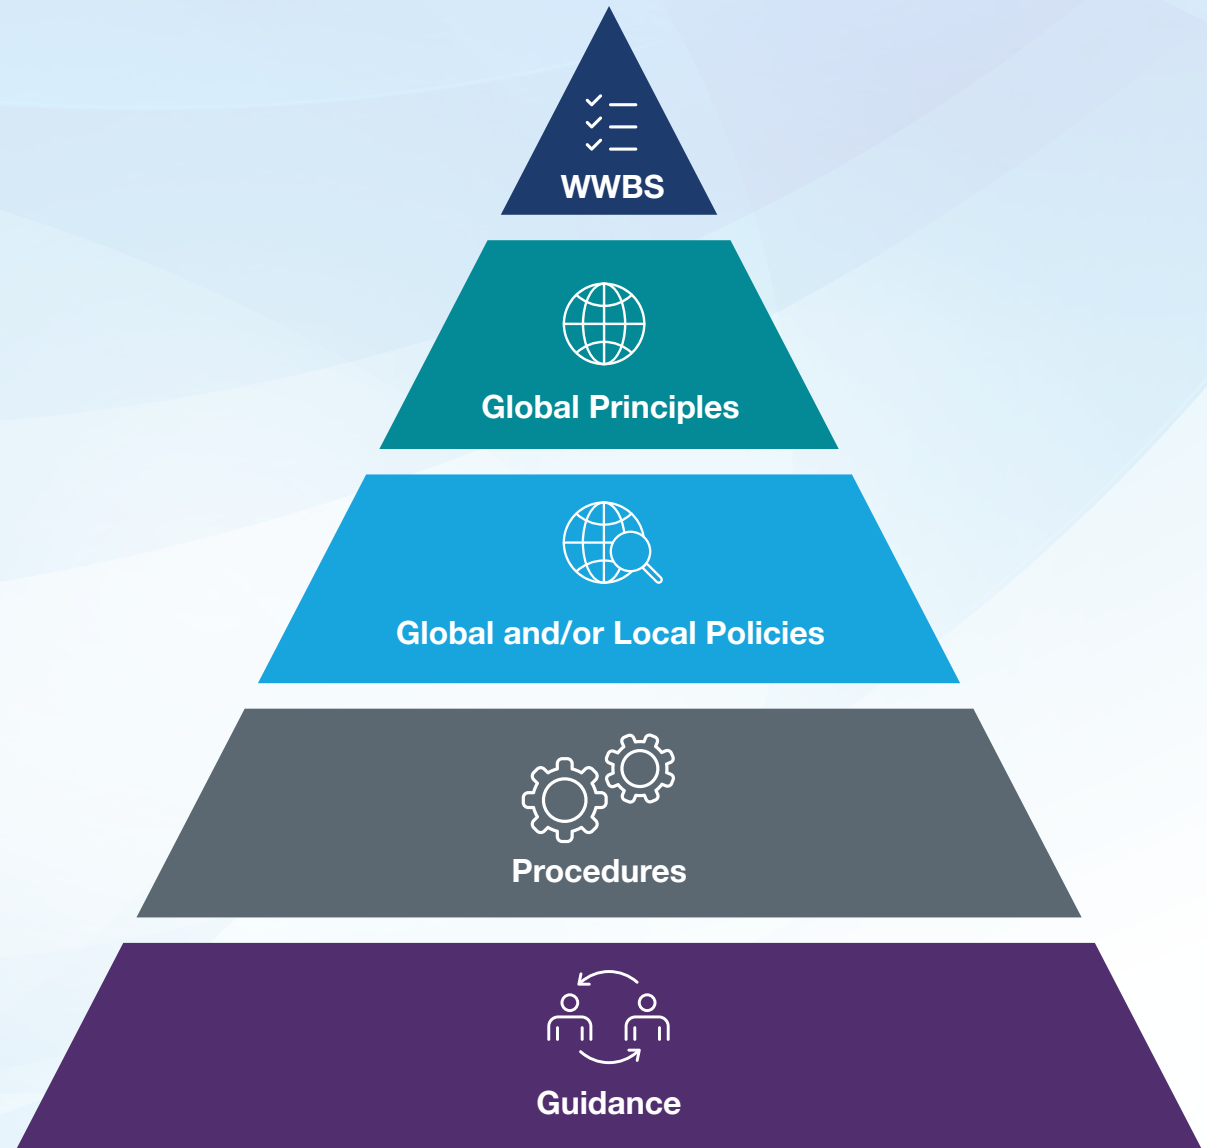 WWBS
Global Principles
Global and/or Local Policies
Procedures
Guidance